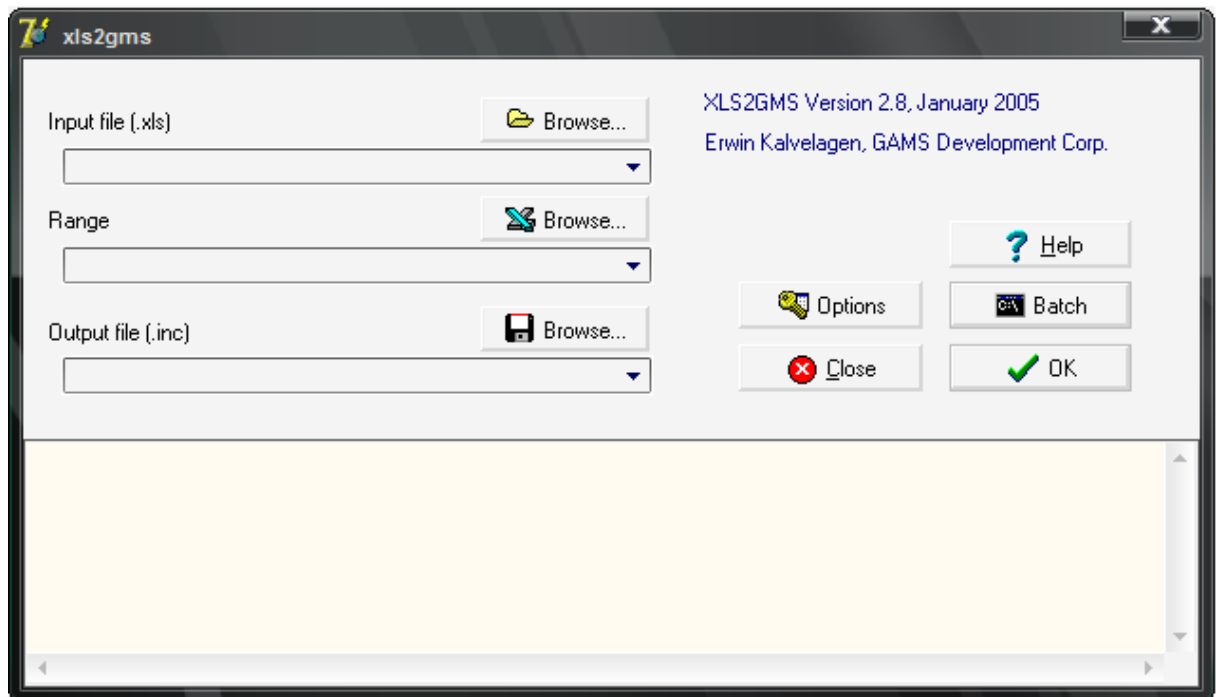 xls2gms
X
Input file (.xls)
Browse...
XLS2GMS Version 2.8, January 2005
Erwin Kalvelagen, GAMS Development Corp.
Range
Browse...
? Help
Options
C:\ Batch
Output file (.inc)
Browse...
Close
OK